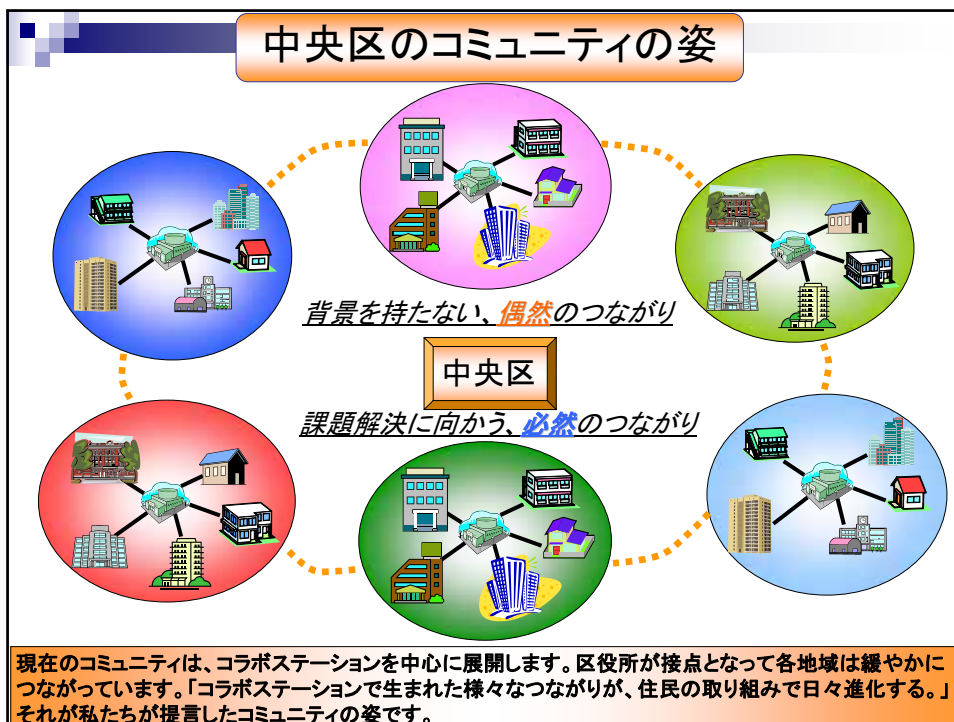 中央区のコミュニティの姿
背景を持たない、偶然のつながり
中央区
課題解決に向かう、必然のつながり
現在のコミュニティは、コラボステーションを中心に展開します。区役所が接点となって各地域は緩やかに
つながっています。「コラボステーションで生まれた様々なつながりが、住民の取り組みで日々進化する。」
それが私たちが提言したコミュニティの姿です。